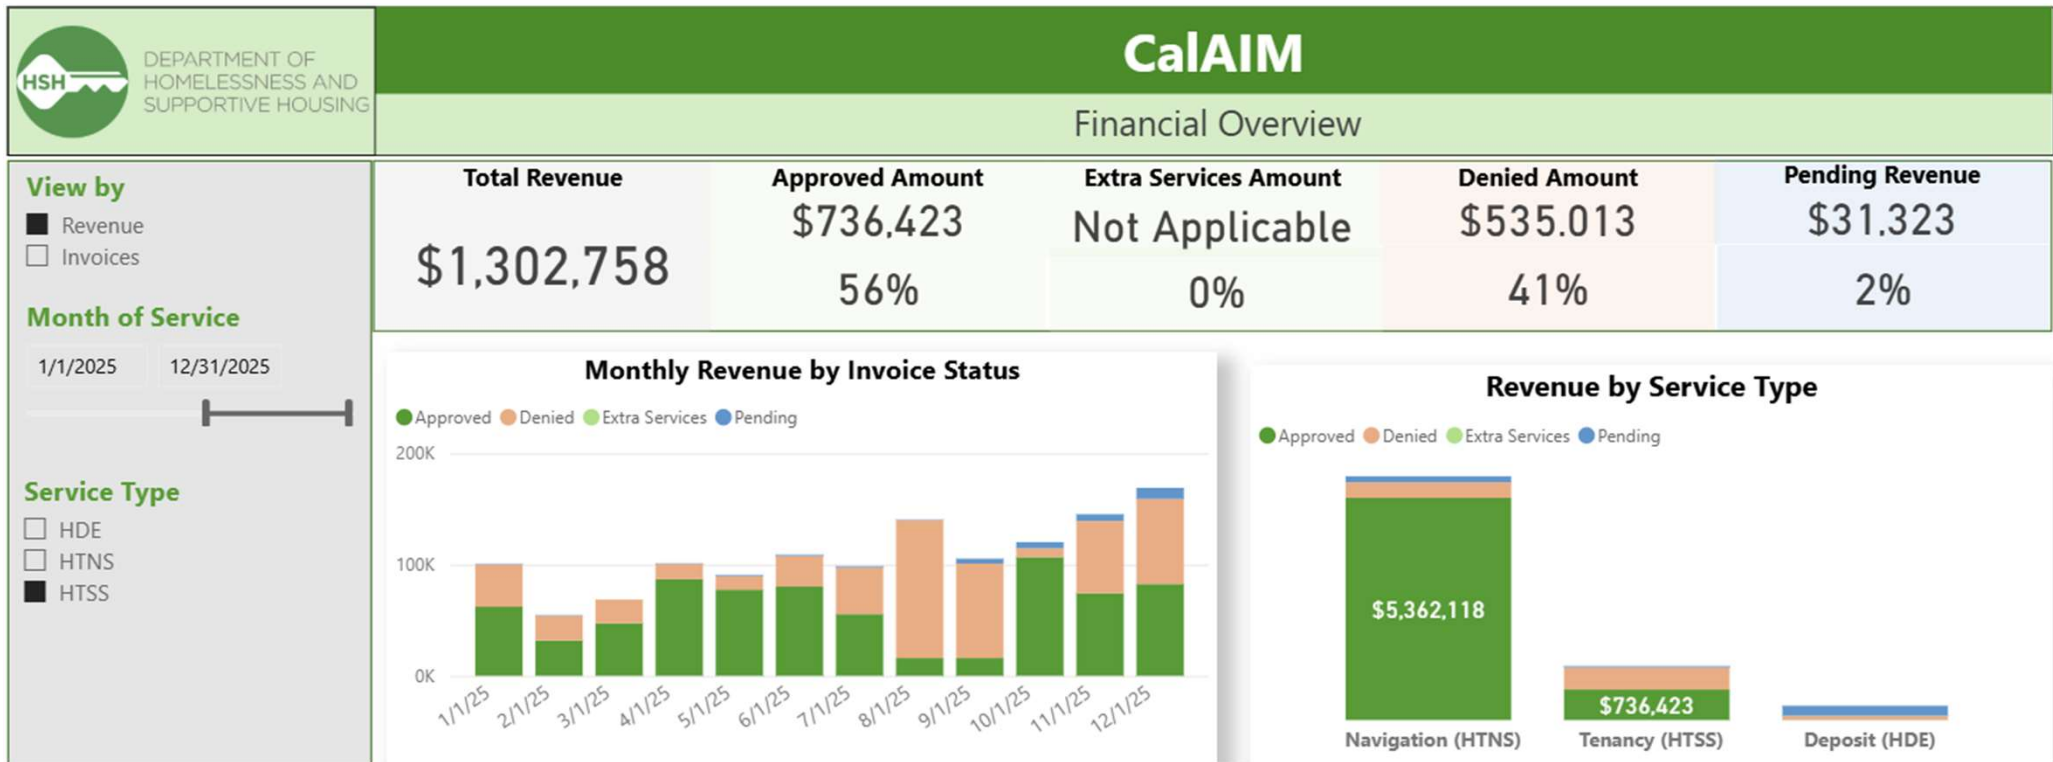 HSH
DEPARTMENT OF
HOMELESSNESS AND
SUPPORTIVE HOUSING
CalAIM
Financial Overview
View by
Revenue
Invoices
Month of Service
1/1/2025 12/31/2025
Service Type
HDE
HTNS
HTSS
Total Revenue
$1,302,758
Approved Amount
$736,423
56%
Extra Services Amount
Not Applicable
0%
Denied Amount
$535.013
41%
Pending Revenue
$31,323
2%
Monthly Revenue by Invoice Status
Approved Denied Extra Services Pending
200K
100K
0K
1/1/25 2/1/25 3/1/25 4/1/25 5/1/25 6/1/25 7/1/25 8/1/25 9/1/25 10/1/25 11/1/25 12/1/25
Revenue by Service Type
Approved Denied Extra Services Pending
$5,362,118
$736,423
Navigation (HTNS) Tenancy (HTSS) Deposit (HDE)